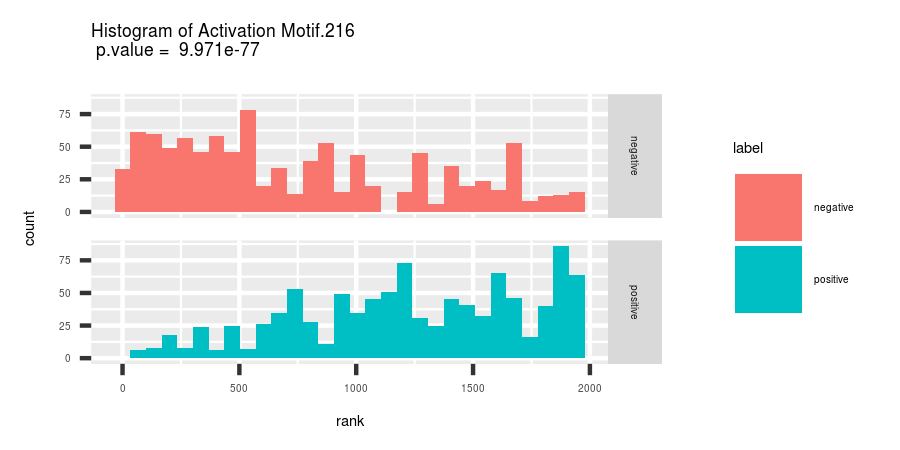 Histogram of Activation Motif.216
p.value = 9.971e-77
count
75
50
25
0
negative
75
50
25
0
positive
0 500 1000 1500 2000
rank
label
negative
positive